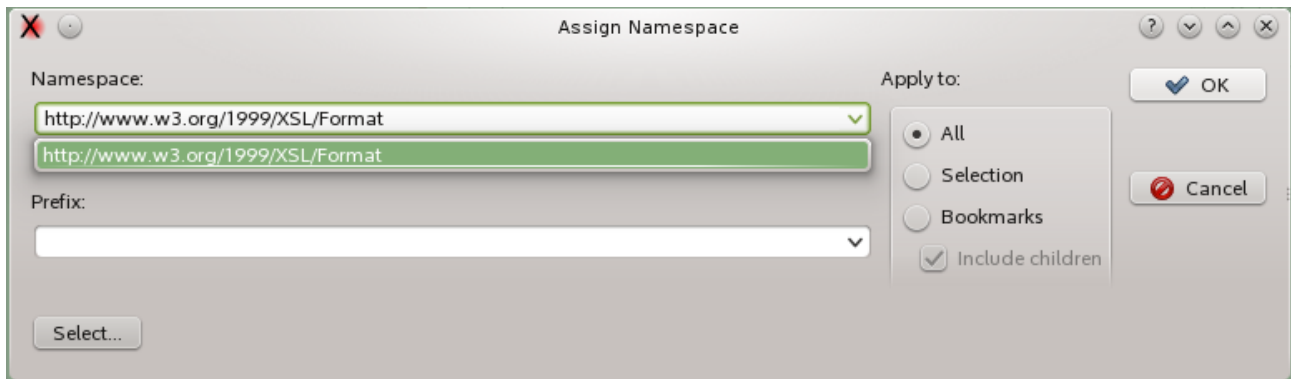 Assign Namespace
Namespace:
http://www.w3.org/1999/XSL/Format
http://www.w3.org/1999/XSL/Format
Prefix:
Select...
Apply to:
All
Selection
Bookmarks
Include children
OK
Cancel